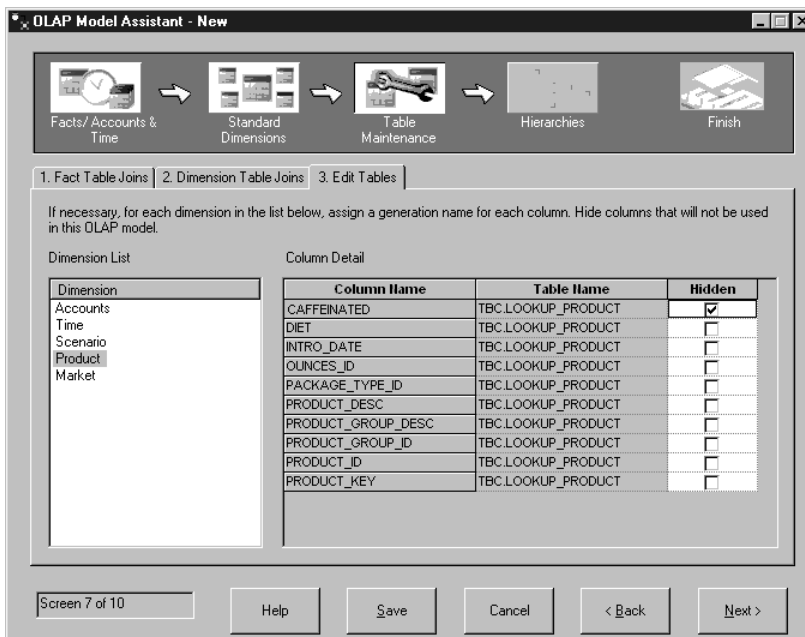 OLAP Model Assistant - New
Facts/ Accounts &
Time
Standard
Dimensions
Table
Maintenance
Hierarchies
Finish
1. Fact Table Joins 2. Dimension Table Joins 3. Edit Tables
If necessary, for each dimension in the list below, assign a generation name for each column. Hide columns that will not be used
in this OLAP model.
Dimension List Column Detail
Dimension
Accounts
Time
Scenario
Product
Market
Column Name Table Name Hidden
CAFFEINATED TBC.LOOKUP_PRODUCT
DIET TBC.LOOKUP_PRODUCT
INTRO_DATE TBC.LOOKUP_PRODUCT
OUNCES_ID TBC.LOOKUP_PRODUCT
PACKAGE_TYPE_ID TBC.LOOKUP_PRODUCT
PRODUCT_DESC TBC.LOOKUP_PRODUCT
PRODUCT_GROUP_DESC TBC.LOOKUP_PRODUCT
PRODUCT_GROUP_ID TBC.LOOKUP_PRODUCT
PRODUCT_ID TBC.LOOKUP_PRODUCT
PRODUCT_KEY TBC.LOOKUP_PRODUCT
Screen 7 of 10 Help Save Cancel < Back Next >